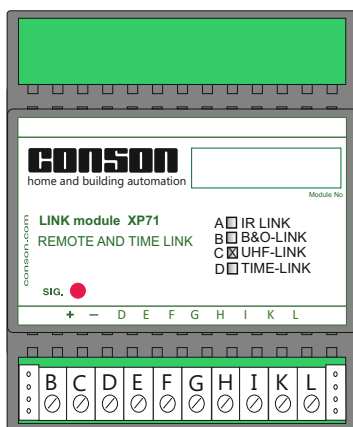 conson
home and building automation
Module No
LINK module XP71
REMOTE AND TIME LINK
A IR LINK
B B&O-LINK
C UHF-LINK
D TIME-LINK
conson.com
SIG.
+ − D E F G H I K L
B C D E F G H I K L